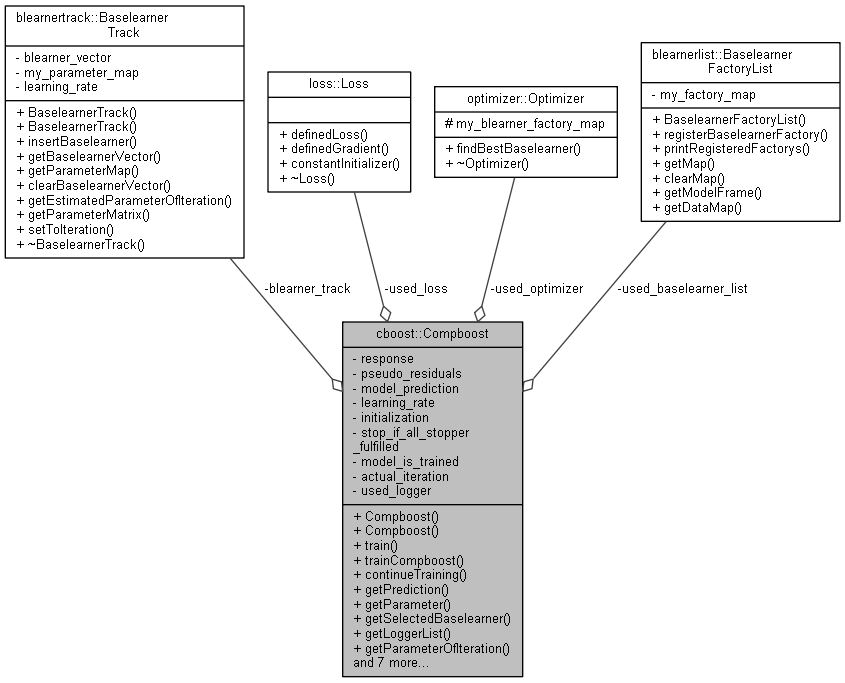 blearnertrack::Baselearner
Track
- blearner_vector
- my_parameter_map
- learning_rate
+ BaselearnerTrack()
+ BaselearnerTrack()
+ insertBaselearner()
+ getBaselearnerVector()
+ getParameterMap()
+ clearBaselearnerVector()
+ getEstimatedParameterOfIteration()
+ getParameterMatrix()
+ setToIteration()
+ ~BaselearnerTrack()
loss::Loss
+ definedLoss()
+ definedGradient()
+ constantInitializer()
+ ~Loss()
optimizer::Optimizer
# my_blearner_factory_map
+ findBestBaselearner()
+ ~Optimizer()
blearnerlist::Baselearner
FactoryList
- my_factory_map
+ BaselearnerFactoryList()
+ registerBaselearnerFactory()
+ printRegisteredFactorys()
+ getMap()
+ clearMap()
+ getModelFrame()
+ getDataMap()
-blearner_track
-used_loss
-used_optimizer
-used_baselearner_list
cboost::Compboost
- response
- pseudo_residuals
- model_prediction
- learning_rate
- initialization
- stop_if_all_stopper
_fulfilled
- model_is_trained
- actual_iteration
- used_logger
+ Compboost()
+ Compboost()
+ train()
+ trainCompboost()
+ continueTraining()
+ getPrediction()
+ getParameter()
+ getSelectedBaselearner()
+ getLoggerList()
+ getParameterOfIteration()
and 7 more...